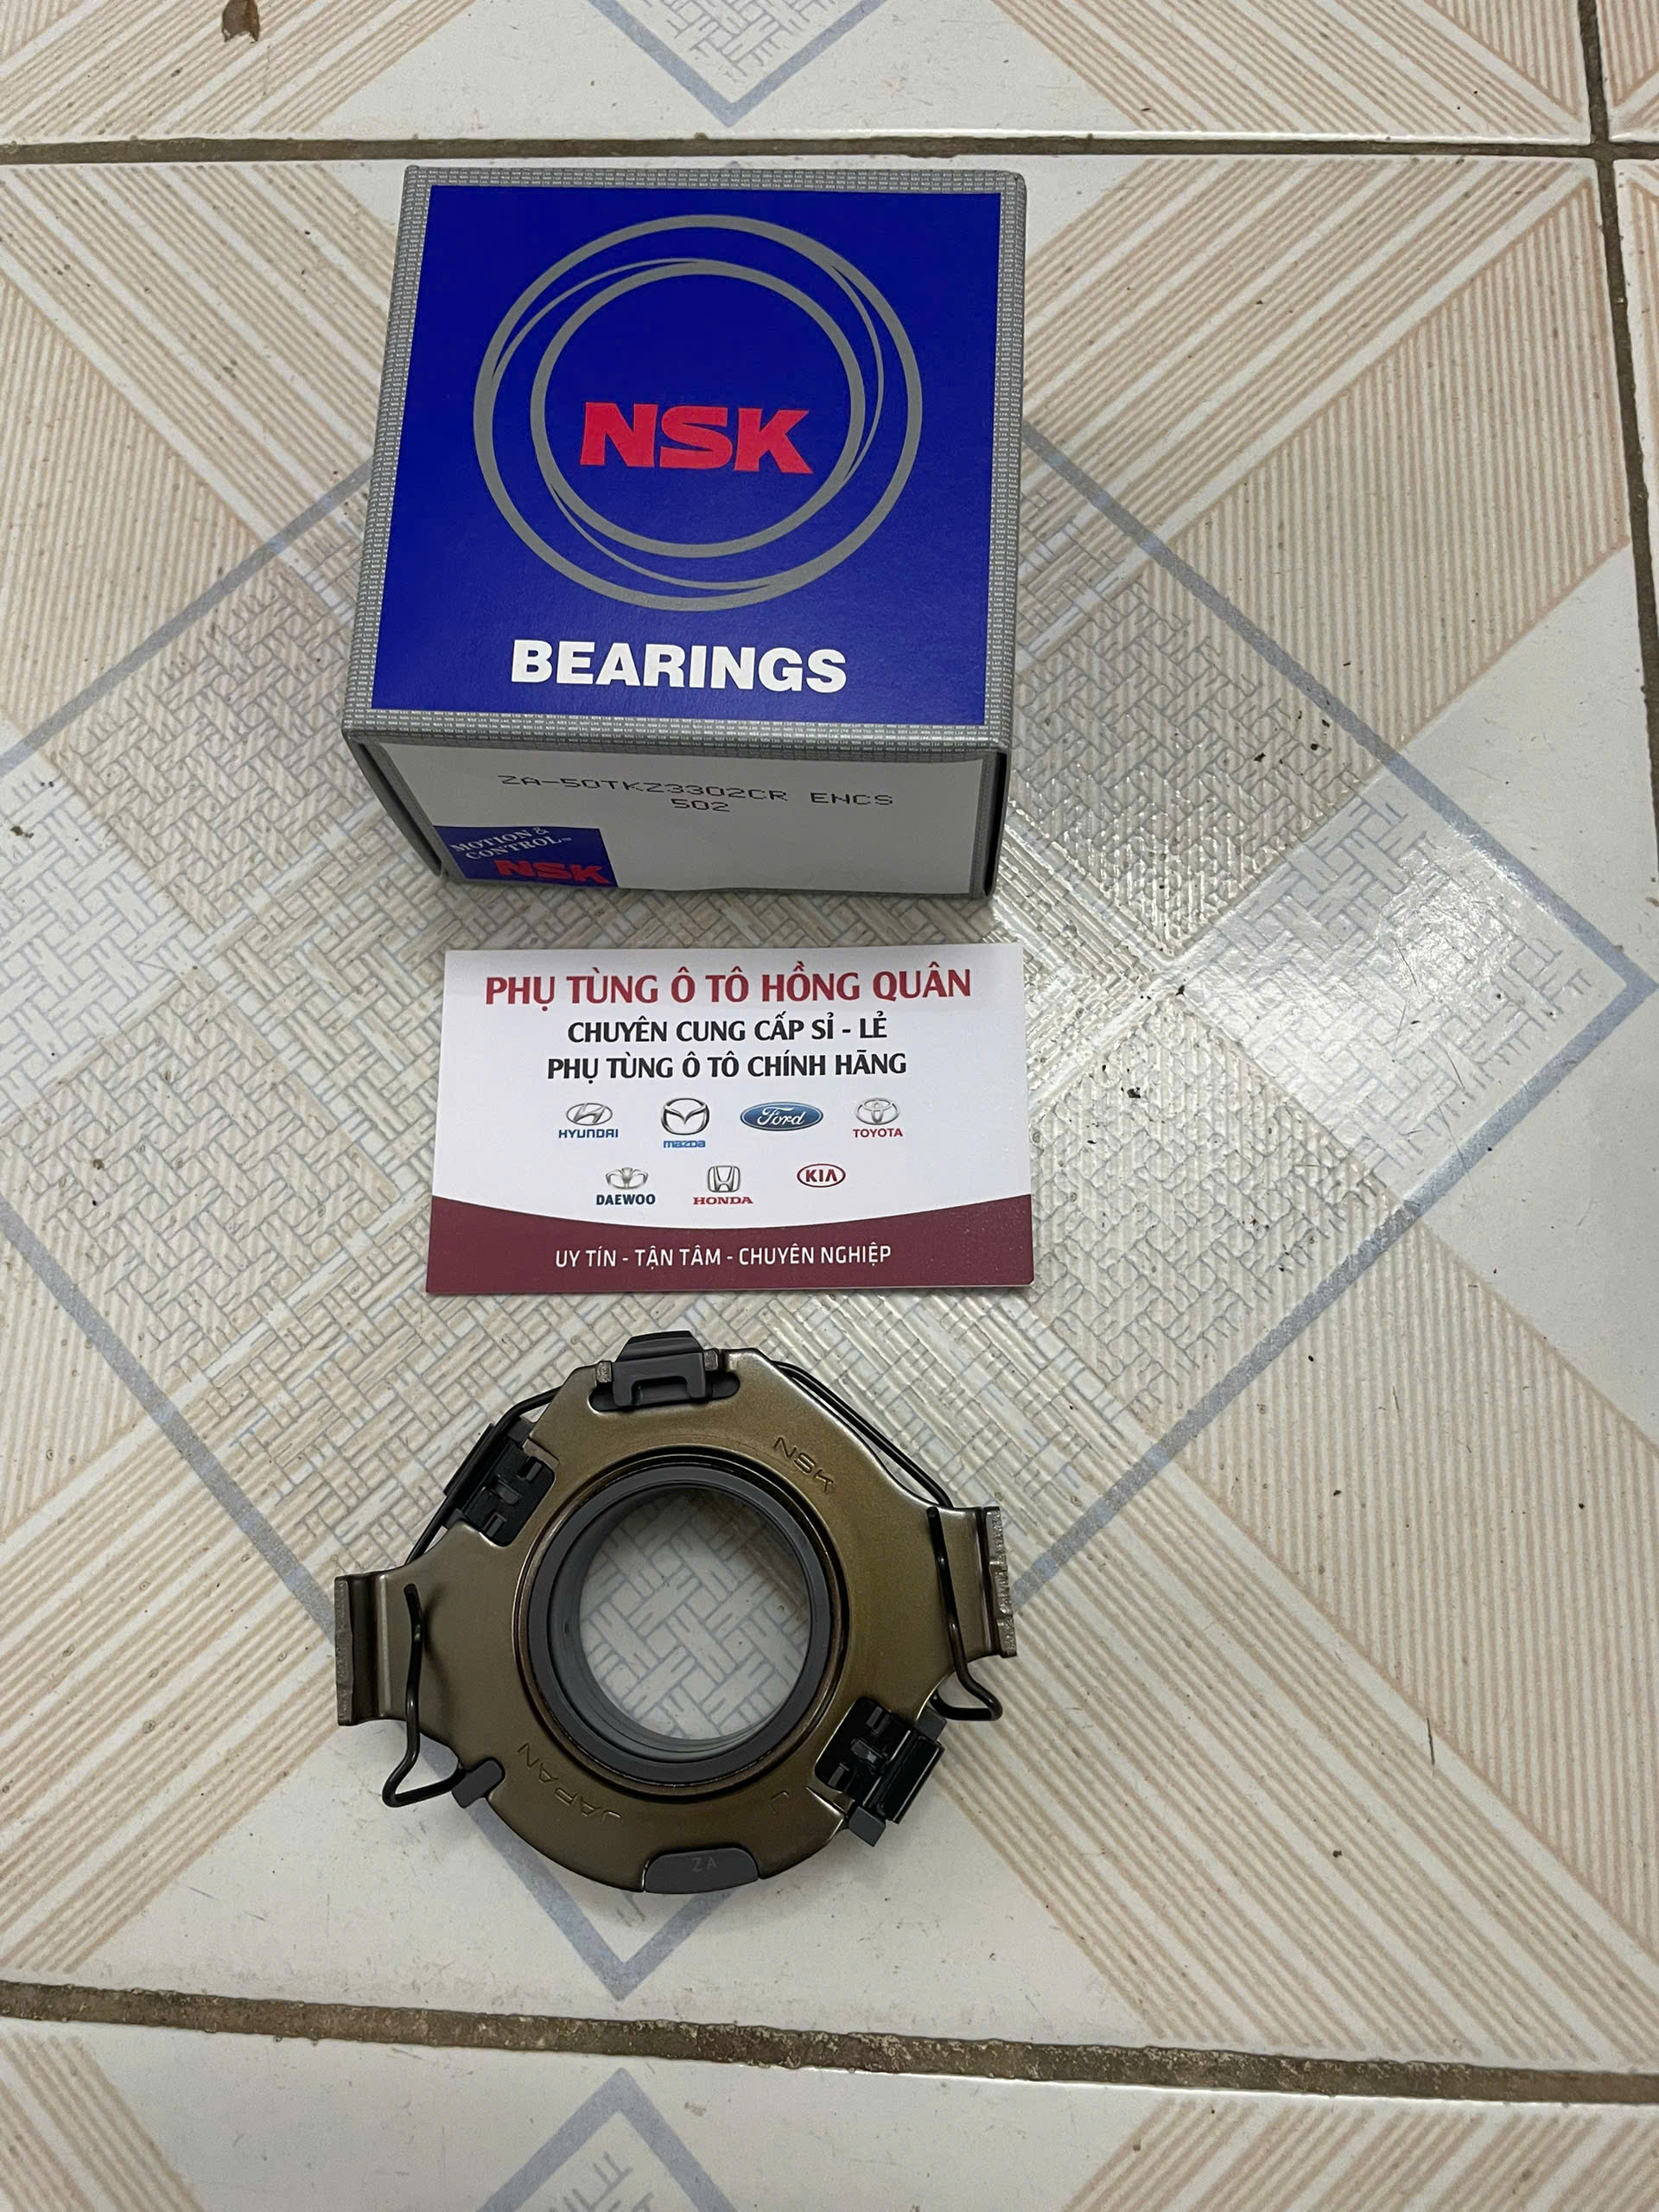 NSK
BEARINGS
ZA-50TKZ3302CR ENCS
502
MOTION &
CONTROL™
NSK
PHỤ TÙNG Ô TÔ HỒNG QUÂN
CHUYÊN CUNG CẤP SỈ - LẺ
PHỤ TÙNG Ô TÔ CHÍNH HÃNG
HYUNDAI
mazda
Ford
TOYOTA
DAEWOO
HONDA
KIA
UY TÍN - TẬN TÂM - CHUYÊN NGHIỆP
NSK
JAPAN
ZA